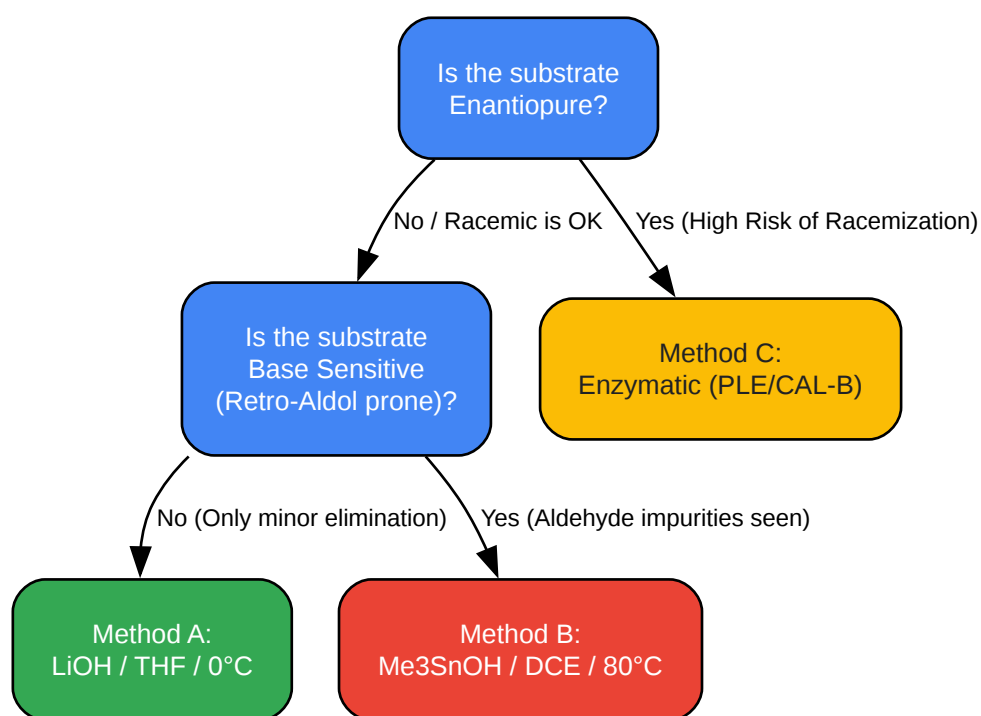 Is the substrate
Enantiopure?
No / Racemic is OK
Yes (High Risk of Racemization)
Is the substrate
Base Sensitive
(Retro-Aldol prone)?
Method C:
Enzymatic (PLE/CAL-B)
No (Only minor elimination)
Yes (Aldehyde impurities seen)
Method A:
LiOH / THF / 0°C
Method B:
Me3SnOH / DCE / 80°C